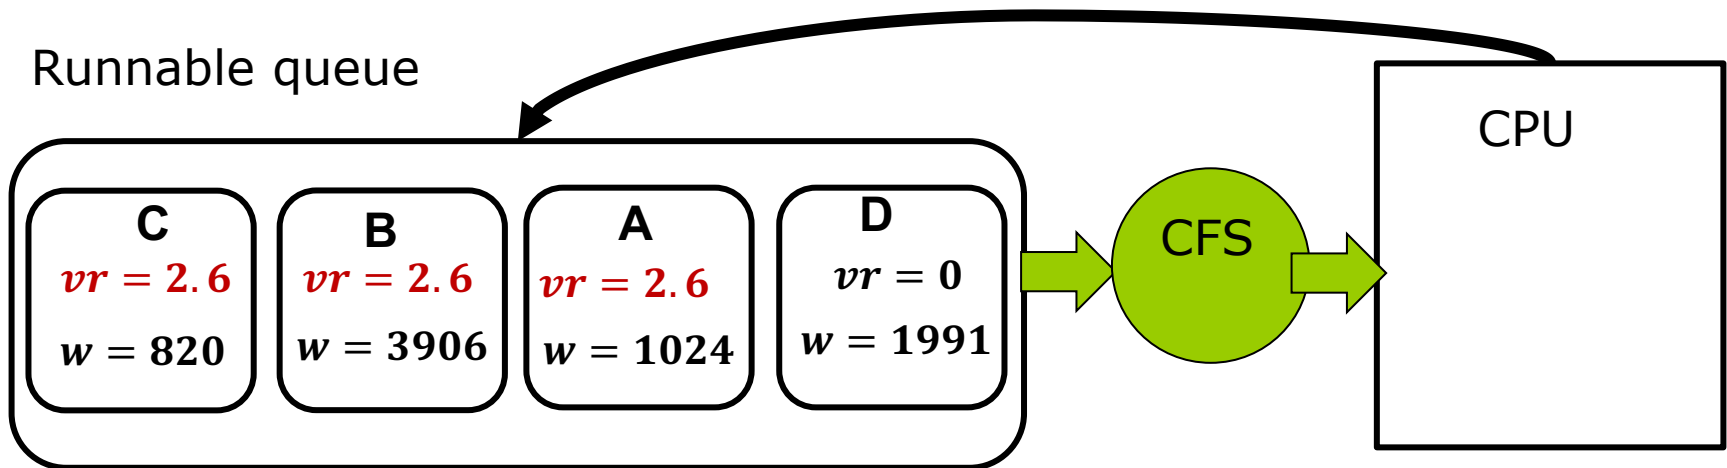 Runnable queue
C
vr = 2.6
w = 820
B
vr = 2.6
w = 3906
A
vr = 2.6
w = 1024
D
vr = 0
w = 1991
CFS
CPU